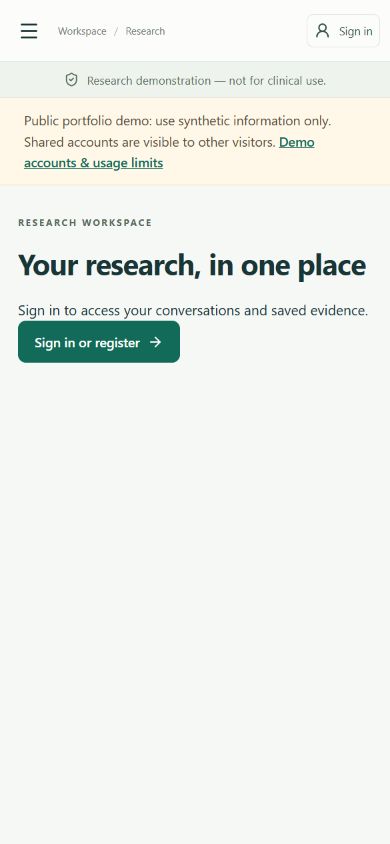 Workspace / Research
Sign in
Research demonstration — not for clinical use.
Public portfolio demo: use synthetic information only.
Shared accounts are visible to other visitors. Demo
accounts & usage limits
RESEARCH WORKSPACE
Your research, in one place
Sign in to access your conversations and saved evidence.
Sign in or register →